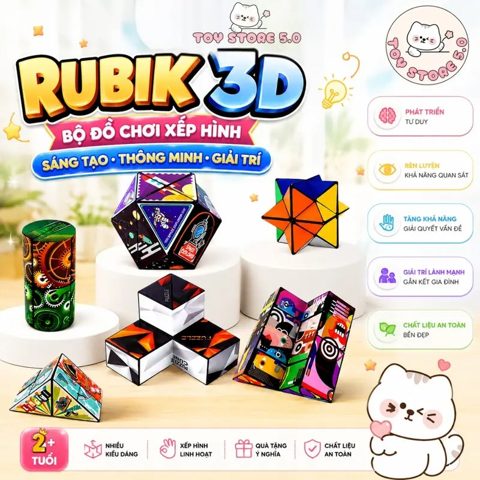 TOY STORE 5.0
TOY STORE 5.0
RUBIK 3D
BỘ ĐỒ CHƠI XẾP HÌNH
SÁNG TẠO • THÔNG MINH • GIẢI TRÍ
PHÁT TRIỂN
TƯ DUY
RÈN LUYỆN
KHẢ NĂNG QUAN SÁT
TĂNG KHẢ NĂNG
GIẢI QUYẾT VẤN ĐỀ
GIẢI TRÍ LÀNH MẠNH
GẮN KẾT GIA ĐÌNH
CHẤT LIỆU AN TOÀN
BỀN ĐẸP
2+
TUỔI
NHIỀU
KIỂU DÁNG
XẾP HÌNH
LINH HOẠT
QUÀ TẶNG
Ý NGHĨA
CHẤT LIỆU
AN TOÀN